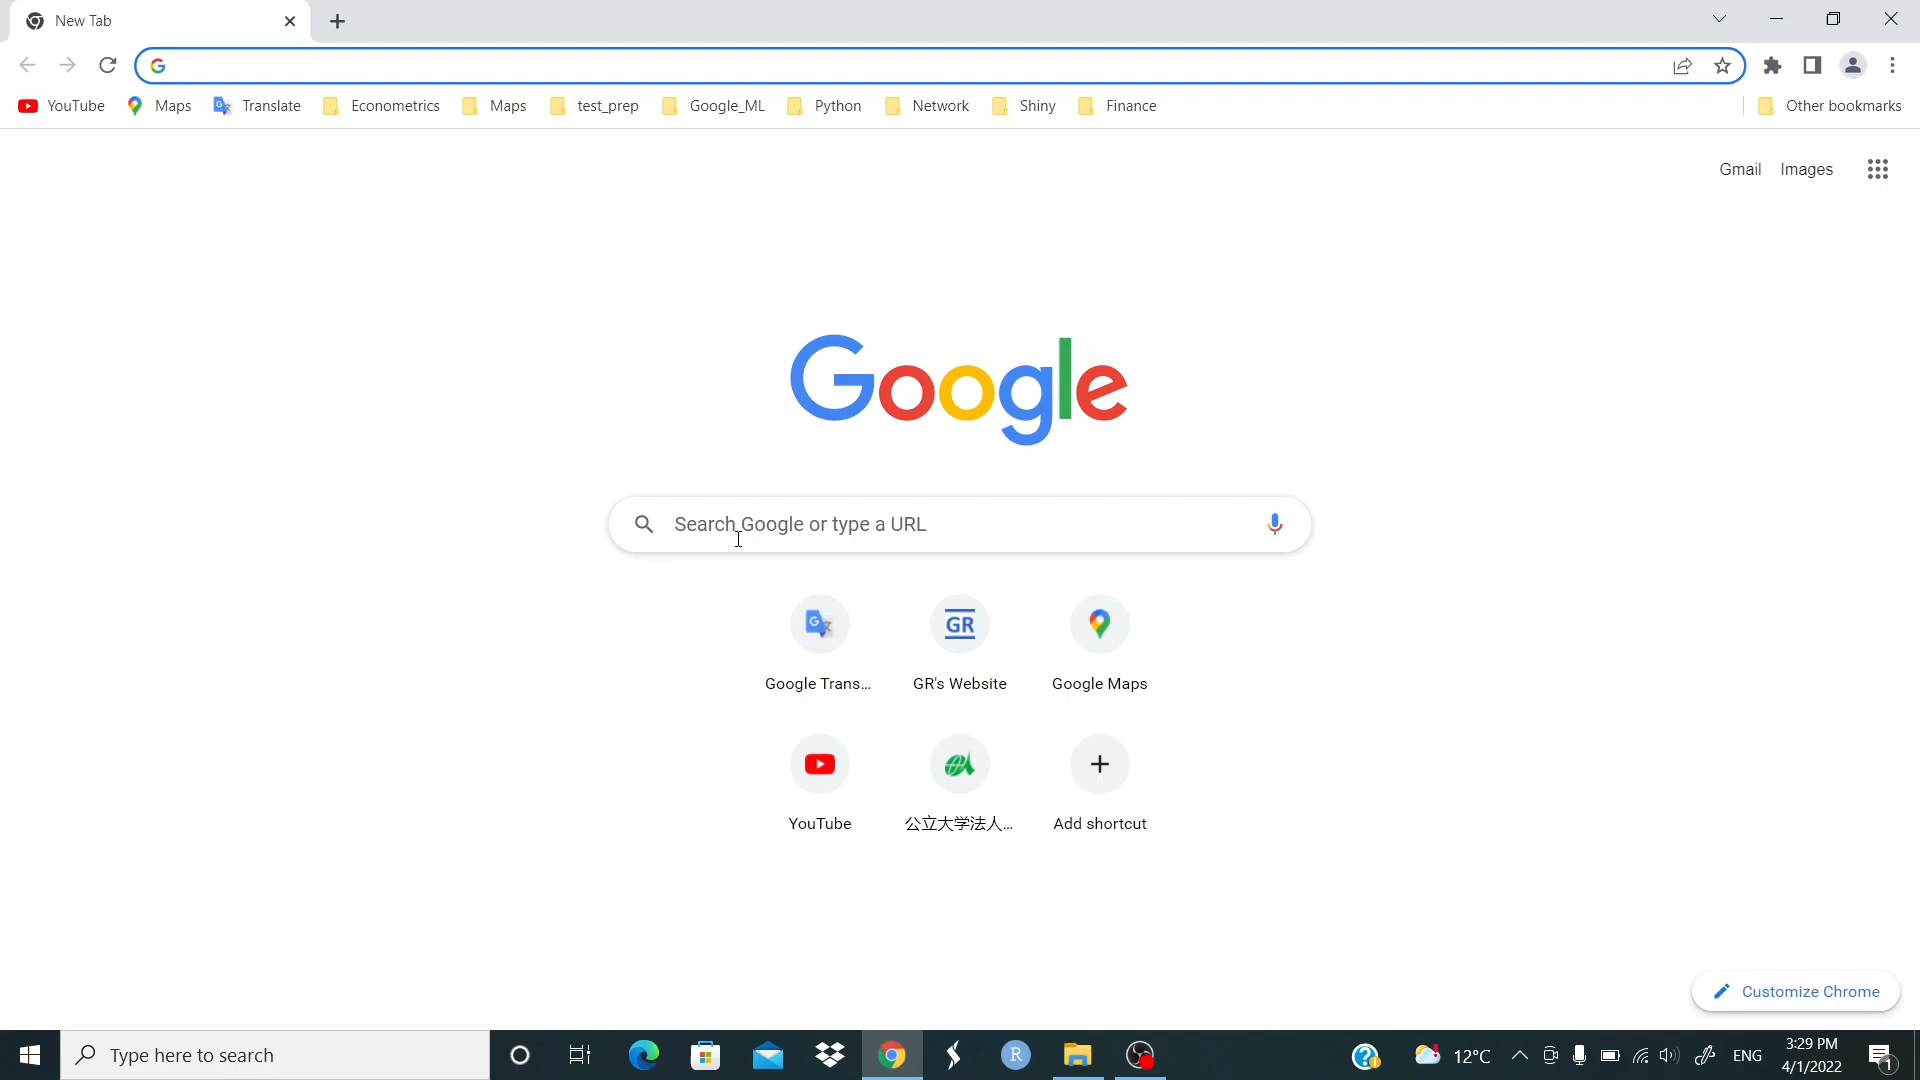 New Tab
YouTube Maps Translate Econometrics Maps test_prep Google_ML Python Network Shiny Finance Other bookmarks
Gmail Images
Google
Search Google or type a URL
GR
Google Trans... GR's Website Google Maps
YouTube 公立大学法人... Add shortcut
Customize Chrome
Type here to search
R
12°C
ENG
3:29 PM
4/1/2022
1